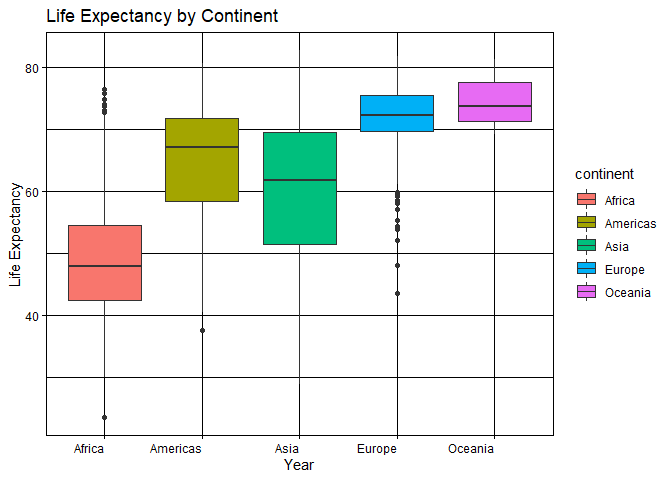 Life Expectancy by Continent
Life Expectancy
80
60
40
Africa
Americas
Asia
Europe
Oceania
Year
continent
Africa
Americas
Asia
Europe
Oceania